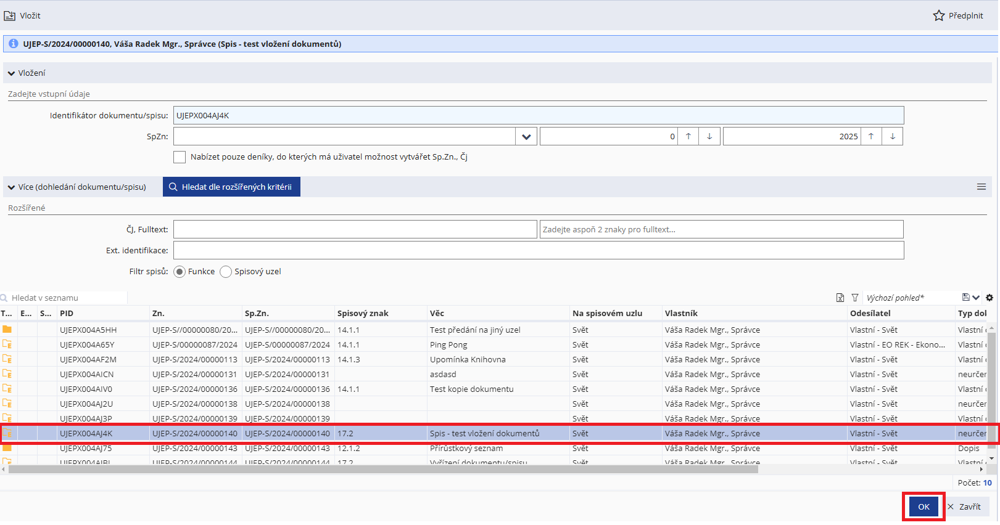 Vložit
Předplnit
UJEP-S/2024/00000140, Váša Radek Mgr., Správce (Spis - test vložení dokumentů)
Vložení
Zadejte vstupní údaje
Identifikátor dokumentu/spisu: UJEPX004AJ4K
SpZn: 0 2025
Nabízet pouze deníky, do kterých má uživatel možnost vytvářet Sp.Zn., Čj
Více (dohledání dokumentu/spisu) Hledat dle rozšířených kritérii
Rozšířené
ČJ, Fulltext: Zadejte aspoň 2 znaky pro fulltext...
Ext. identifikace:
Filtr spisů: Funkce Spisový uzel
Hledat v seznamu Výchozí pohled*
T... E... S... PID Zn. Sp.Zn. Spisový znak Věc Na spisovém uzlu Vlastník Odesílatel Typ dok
UJEPX004A5HH UJEP-S//00000080/20... UJEP-S//00000080/20... 14.1.1 Test předání na jiný uzel Svět Váša Radek Mgr., Správce Vlastní - Svět Vlastní
UJEPX004A65Y UJEP-S/00000087/2024 UJEP-S/00000087/2024 14.1.1 Ping Pong Svět Váša Radek Mgr., Správce Vlastní - EO REK - Ekono... Vlastní
UJEPX004AF2M UJEP-S/2024/00000113 UJEP-S/2024/00000113 14.1.3 Upomínka Knihovna Svět Váša Radek Mgr., Správce Vlastní - Svět Vlastní
UJEPX004AICN UJEP-S/2024/00000131 UJEP-S/2024/00000131 asdasd Svět Váša Radek Mgr., Správce Vlastní - Svět neurčer
UJEPX004AIV0 UJEP-S/2024/00000136 UJEP-S/2024/00000136 14.1.1 Test kopie dokumentu Svět Váša Radek Mgr., Správce Vlastní - Svět Vlastní
UJEPX004AJ2U UJEP-S/2024/00000138 UJEP-S/2024/00000138 Svět Váša Radek Mgr., Správce Vlastní - Svět neurčer
UJEPX004AJ3P UJEP-S/2024/00000139 UJEP-S/2024/00000139 Svět Váša Radek Mgr., Správce Vlastní - Svět Vlastní
UJEPX004AJ4K UJEP-S/2024/00000140 UJEP-S/2024/00000140 17.2 Spis - test vložení dokumentů Svět Váša Radek Mgr., Správce Vlastní - Svět neurčer
UJEPX004AJ75 UJEP-S/2024/00000143 UJEP-S/2024/00000143 12.1.2 Přírůstkový seznam Svět Váša Radek Mgr., Správce Vlastní - Svět Dopis
UJEP-S/2024/00000144 UJEP-S/2024/00000144 17.2 Vyřízení dokumentu/spisu Svět Váša Radek Mgr., Správce Vlastní - Svět Vlastní
Počet: 10
OK Zavřít